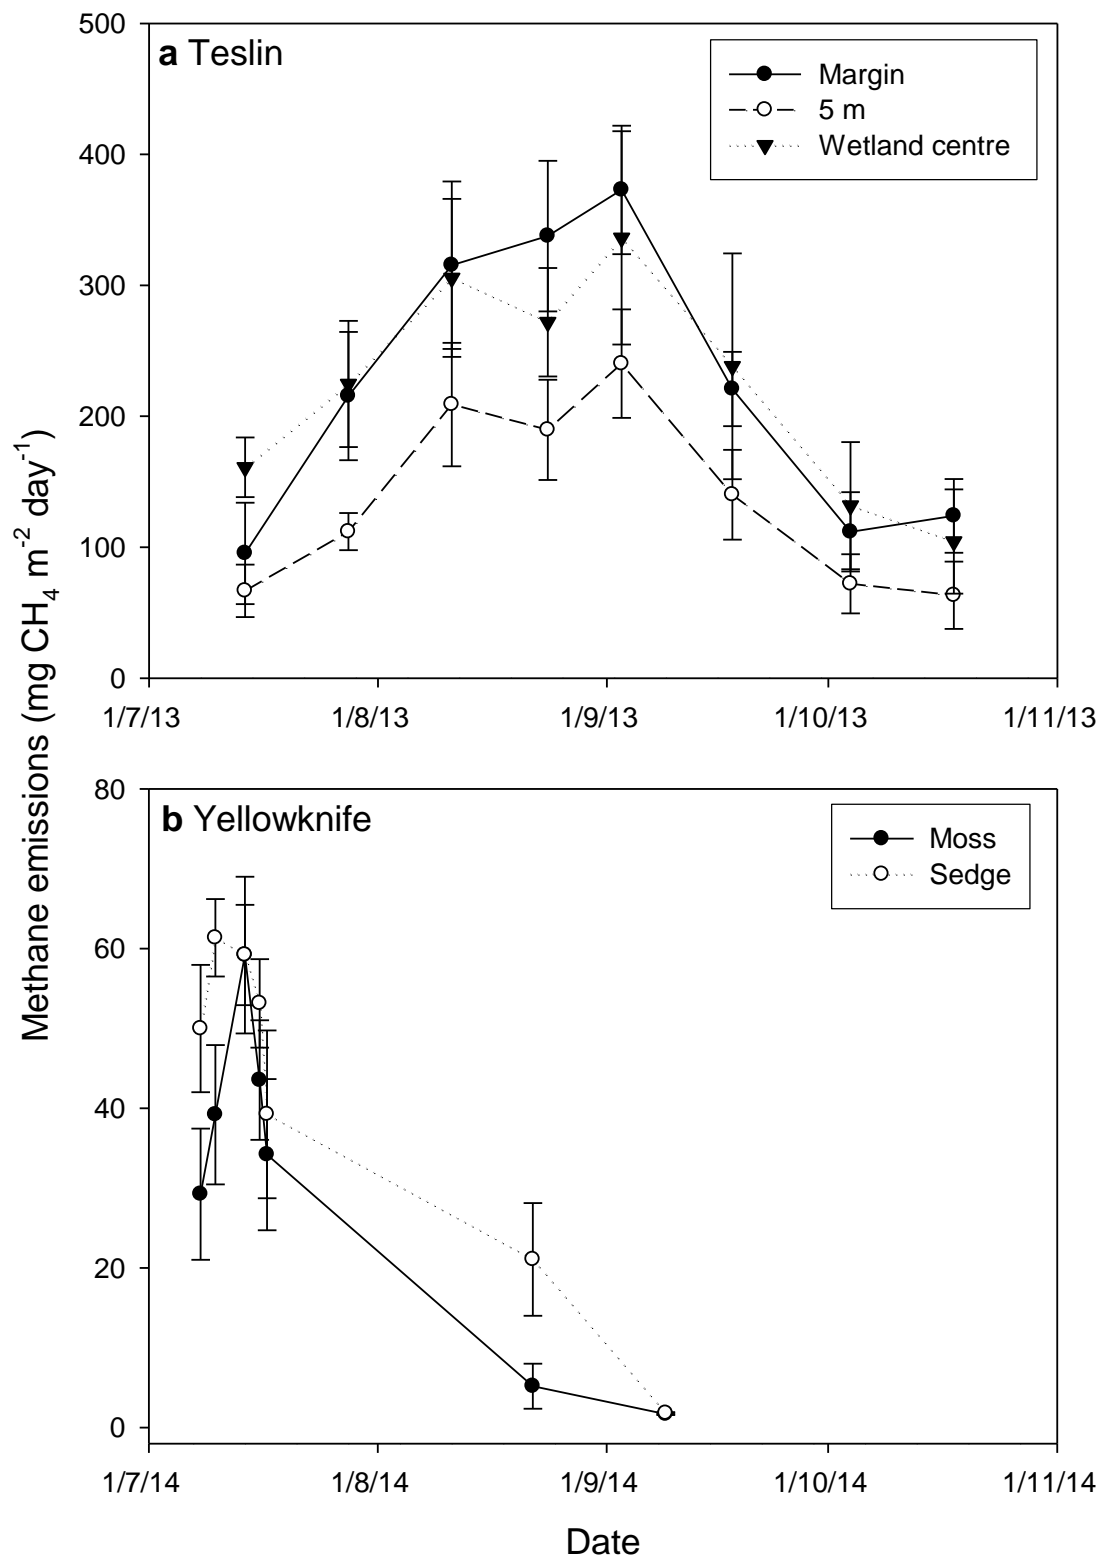 Methane emissions (mg CH₄ m⁻² day⁻¹)
a Teslin
Margin
5 m
Wetland centre
500
400
300
200
100
0
1/7/13 1/8/13 1/9/13 1/10/13 1/11/13
b Yellowknife
Moss
Sedge
80
60
40
20
0
1/7/14 1/8/14 1/9/14 1/10/14 1/11/14
Date